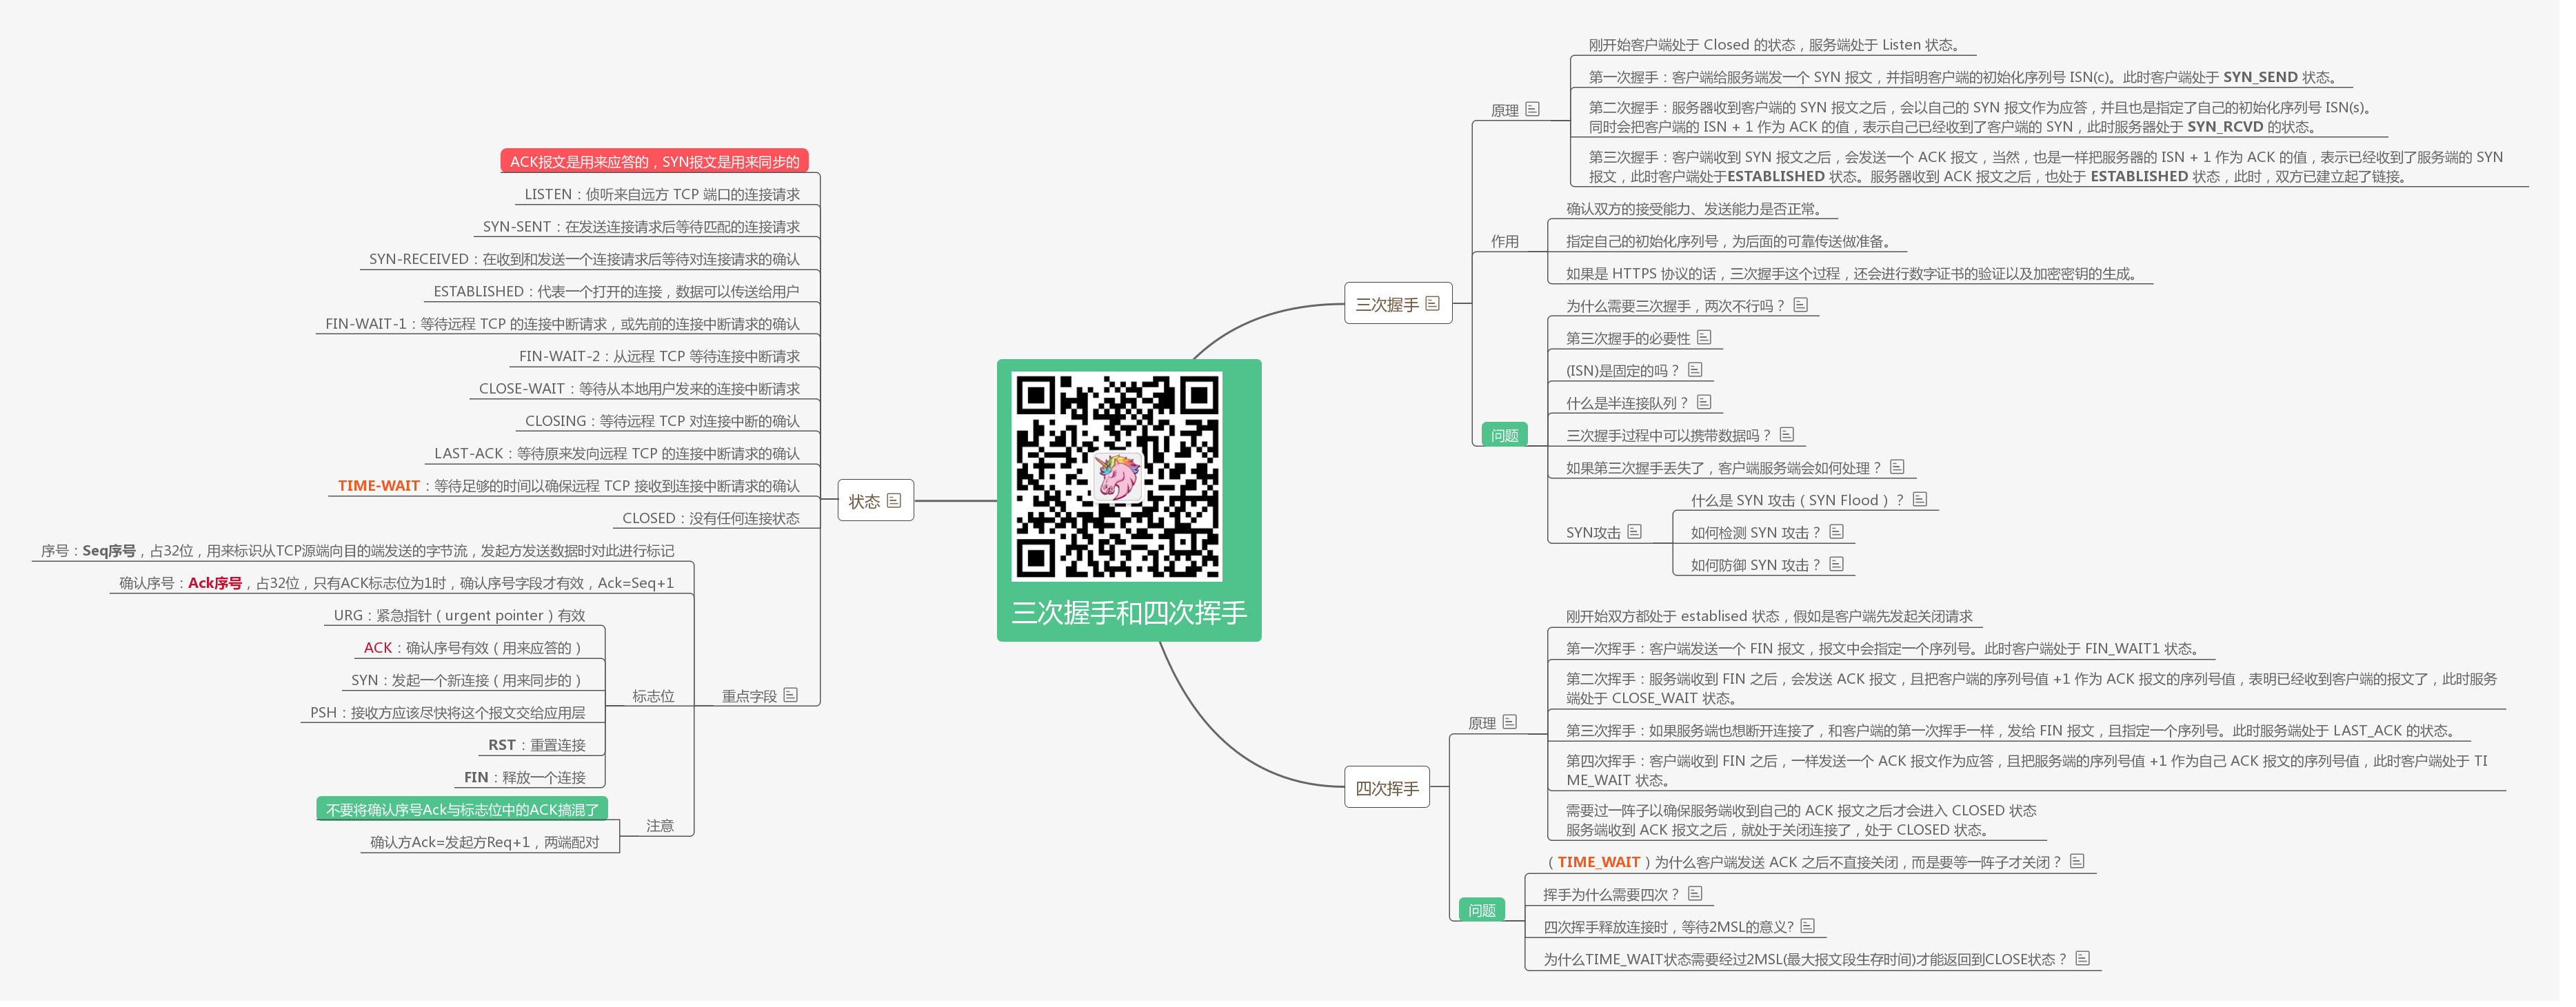 三次握手和四次挥手
三次握手
原理
刚开始客户端处于 Closed 的状态，服务端处于 Listen 状态。
第一次握手：客户端给服务端发一个 SYN 报文，并指明客户端的初始化序列号 ISN(c)。此时客户端处于 SYN_SEND 状态。
第二次握手：服务器收到客户端的 SYN 报文之后，会以自己的 SYN 报文作为应答，并且也是指定了自己的初始化序列号 ISN(s)。
同时会把客户端的 ISN + 1 作为 ACK 的值，表示自己已经收到了客户端的 SYN，此时服务器处于 SYN_RCVD 的状态。
第三次握手：客户端收到 SYN 报文之后，会发送一个 ACK 报文，当然，也是一样把服务器的 ISN + 1 作为 ACK 的值，表示已经收到了服务端的 SYN
报文，此时客户端处于ESTABLISHED 状态。服务器收到 ACK 报文之后，也处于 ESTABLISHED 状态，此时，双方已建立起了链接。
作用
确认双方的接受能力、发送能力是否正常。
指定自己的初始化序列号，为后面的可靠传送做准备。
如果是 HTTPS 协议的话，三次握手这个过程，还会进行数字证书的验证以及加密密钥的生成。
问题
为什么需要三次握手，两次不行吗？
第三次握手的必要性
(ISN)是固定的吗？
什么是半连接队列？
三次握手过程中可以携带数据吗？
如果第三次握手丢失了，客户端服务端会如何处理？
SYN攻击
什么是 SYN 攻击（SYN Flood）？
如何检测 SYN 攻击？
如何防御 SYN 攻击？
四次挥手
原理
刚开始双方都处于 establised 状态，假如是客户端先发起关闭请求
第一次挥手：客户端发送一个 FIN 报文，报文中会指定一个序列号。此时客户端处于 FIN_WAIT1 状态。
第二次挥手：服务端收到 FIN 之后，会发送 ACK 报文，且把客户端的序列号值 +1 作为 ACK 报文的序列号值，表明已经收到客户端的报文了，此时服务
端处于 CLOSE_WAIT 状态。
第三次挥手：如果服务端也想断开连接了，和客户端的第一次挥手一样，发给 FIN 报文，且指定一个序列号。此时服务端处于 LAST_ACK 的状态。
第四次挥手：客户端收到 FIN 之后，一样发送一个 ACK 报文作为应答，且把服务端的序列号值 +1 作为自己 ACK 报文的序列号值，此时客户端处于 TI
ME_WAIT 状态。
需要过一阵子以确保服务端收到自己的 ACK 报文之后才会进入 CLOSED 状态
服务端收到 ACK 报文之后，就处于关闭连接了，处于 CLOSED 状态。
问题
（TIME_WAIT）为什么客户端发送 ACK 之后不直接关闭，而是要等一阵子才关闭？
挥手为什么需要四次？
四次挥手释放连接时，等待2MSL的意义?
为什么TIME_WAIT状态需要经过2MSL(最大报文段生存时间)才能返回到CLOSE状态？
状态
ACK报文是用来应答的，SYN报文是用来同步的
LISTEN：侦听来自远方 TCP 端口的连接请求
SYN-SENT：在发送连接请求后等待匹配的连接请求
SYN-RECEIVED：在收到和发送一个连接请求后等待对连接请求的确认
ESTABLISHED：代表一个打开的连接，数据可以传送给用户
FIN-WAIT-1：等待远程 TCP 的连接中断请求，或先前的连接中断请求的确认
FIN-WAIT-2：从远程 TCP 等待连接中断请求
CLOSE-WAIT：等待从本地用户发来的连接中断请求
CLOSING：等待远程 TCP 对连接中断的确认
LAST-ACK：等待原来发向远程 TCP 的连接中断请求的确认
TIME-WAIT：等待足够的时间以确保远程 TCP 接收到连接中断请求的确认
CLOSED：没有任何连接状态
重点字段
序号：Seq序号，占32位，用来标识从TCP源端向目的端发送的字节流，发起方发送数据时对此进行标记
确认序号：Ack序号，占32位，只有ACK标志位为1时，确认序号字段才有效，Ack=Seq+1
标志位
URG：紧急指针（urgent pointer）有效
ACK：确认序号有效（用来应答的）
SYN：发起一个新连接（用来同步的）
PSH：接收方应该尽快将这个报文交给应用层
RST：重置连接
FIN：释放一个连接
注意
不要将确认序号Ack与标志位中的ACK搞混了
确认方Ack=发起方Req+1，两端配对